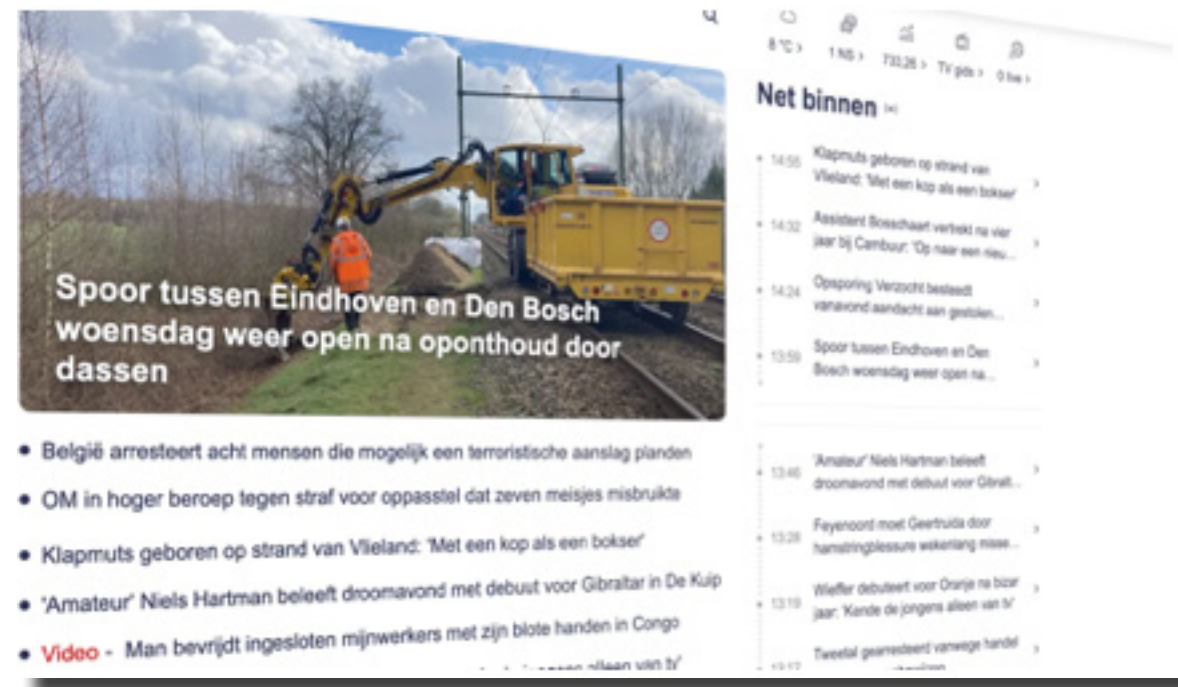 8 °C ›
1 NS ›
733,26 ›
TV gids ›
0 live ›
Spoor tussen Eindhoven en Den Bosch
woensdag weer open na oponthoud door
dassen
• België arresteert acht mensen die mogelijk een terroristische aanslag planden
• OM in hoger beroep tegen straf voor oppasstel dat zeven meisjes misbruikte
• Klapmuts geboren op strand van Vlieland: 'Met een kop als een bokser'
• 'Amateur' Niels Hartman beleeft droomavond met debuut voor Gibraltar in De Kuip
• Video - Man bevrijdt ingesloten mijnwerkers met zijn blote handen in Congo
alleen van tv'
Net binnen
14:55 Klapmuts geboren op strand van
Vlieland: 'Met een kop als een bokser'
14:32 Assistent Bosschaart vertrekt na vier
jaar bij Cambuur: 'Op naar een nieu...
14:24 Opsporing Verzocht besteedt
vanavond aandacht aan gestolen...
13:59 Spoor tussen Eindhoven en Den
Bosch woensdag weer open na...
13:46 'Amateur' Niels Hartman beleeft
droomavond met debuut voor Gibralt...
13:28 Feyenoord moet Geertruida door
hamstringblessure wekenlang misse...
13:19 Wieffer debuteert voor Oranje na bizar
jaar: 'Kende de jongens alleen van tv'
13:17 Tweetal gearresteerd vanwege handel